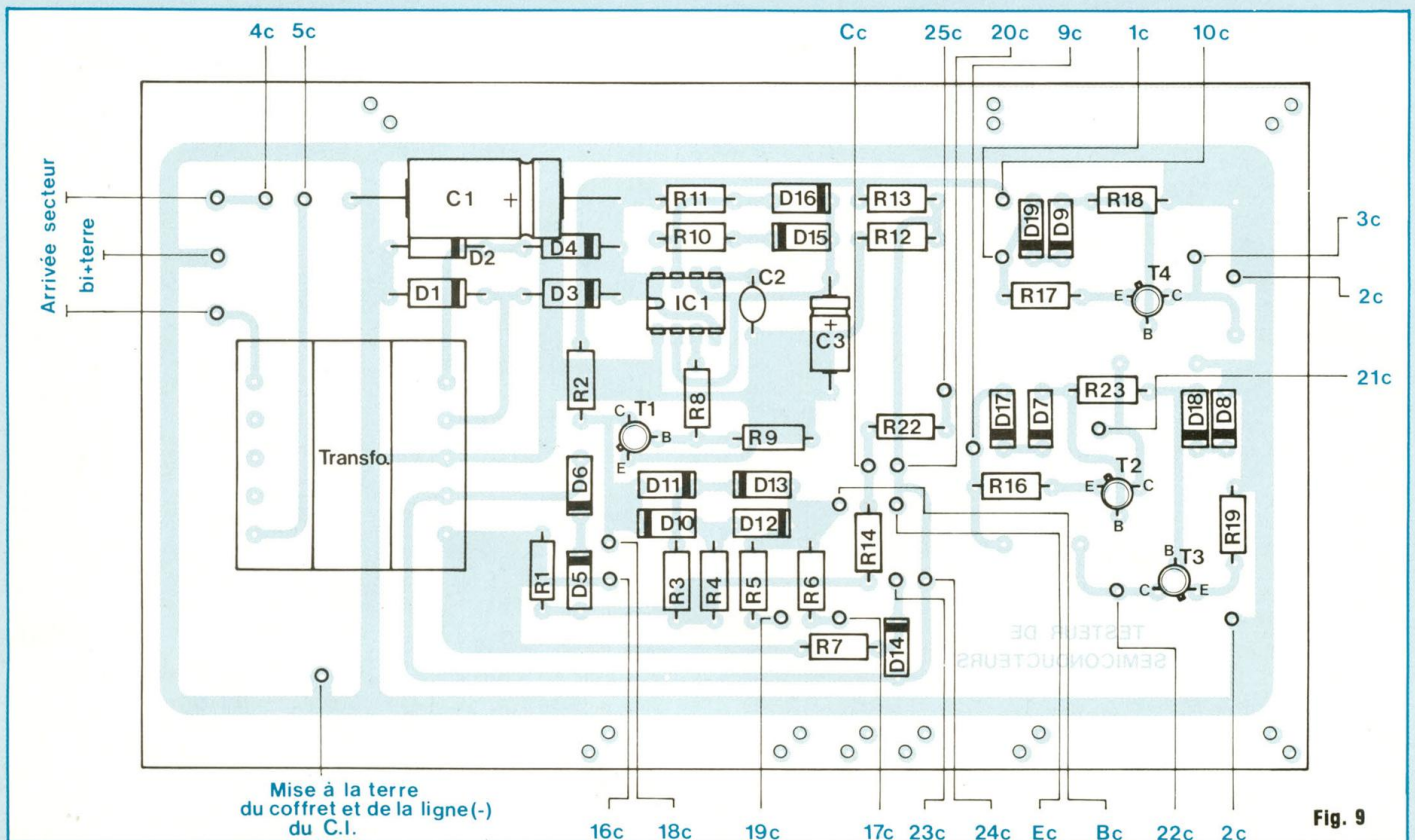 4c 5c Cc 25c 20c 9c 1c 10c
Arrivée secteur
bi+terre
C1 +
R11 D16 R13
D19 D9 R18
3c
R10 D15 R12
D2 D4
T4
2c
D1 D3 IC1 C2
R17 E C
B
+
C3
R2 R8
21c
R23
D17 D7 D18 D8
C T1
B
E
R9 R22
Transfo.
D6 D11 D13
T2
R16 E C
B
R19
D10 D12
R14
T3
B
C E
R1 D5 R3 R4 R5 R6
R7 D14
TESTEUR DE
SEMICONDUCTEURS
Mise à la terre
du coffret et de la ligne(-)
du C.I.
16c 18c 19c 17c 23c 24c Ec Bc 22c 2c
Fig. 9